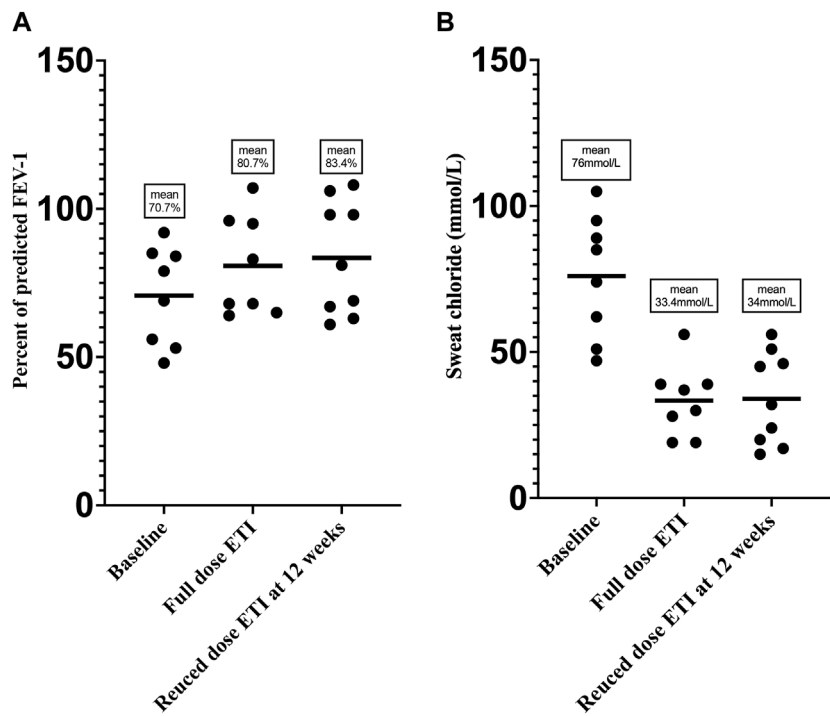 A
Percent of predicted FEV-1
150
100
50
0
mean
70.7%
mean
80.7%
mean
83.4%
Baseline
Full dose ETI
Reuced dose ETI at 12 weeks
B
Sweat chloride (mmol/L)
150
100
50
0
mean
76mmol/L
mean
33.4mmol/L
mean
34mmol/L
Baseline
Full dose ETI
Reuced dose ETI at 12 weeks